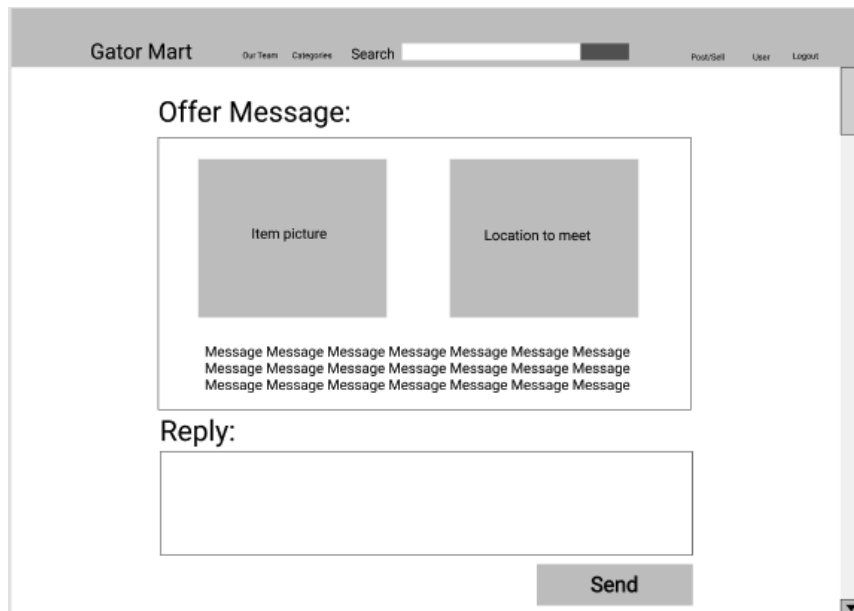 Gator Mart Our Team Categories Search Post/Sell User Logout
Offer Message:
Item picture
Location to meet
Message Message Message Message Message Message Message
Message Message Message Message Message Message Message
Message Message Message Message Message Message Message
Reply:
Send